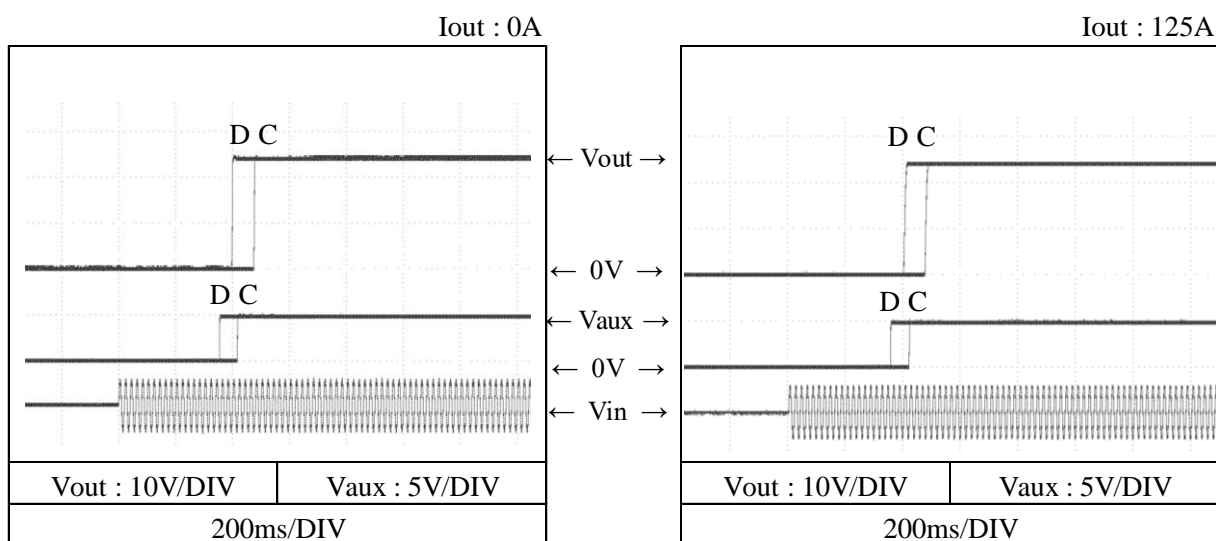 Iout : 0A
Iout : 125A
D C
D C
← Vout →
← 0V →
D C
D C
← Vaux →
← 0V →
← Vin →
Vout : 10V/DIV
Vaux : 5V/DIV
Vout : 10V/DIV
Vaux : 5V/DIV
200ms/DIV
200ms/DIV